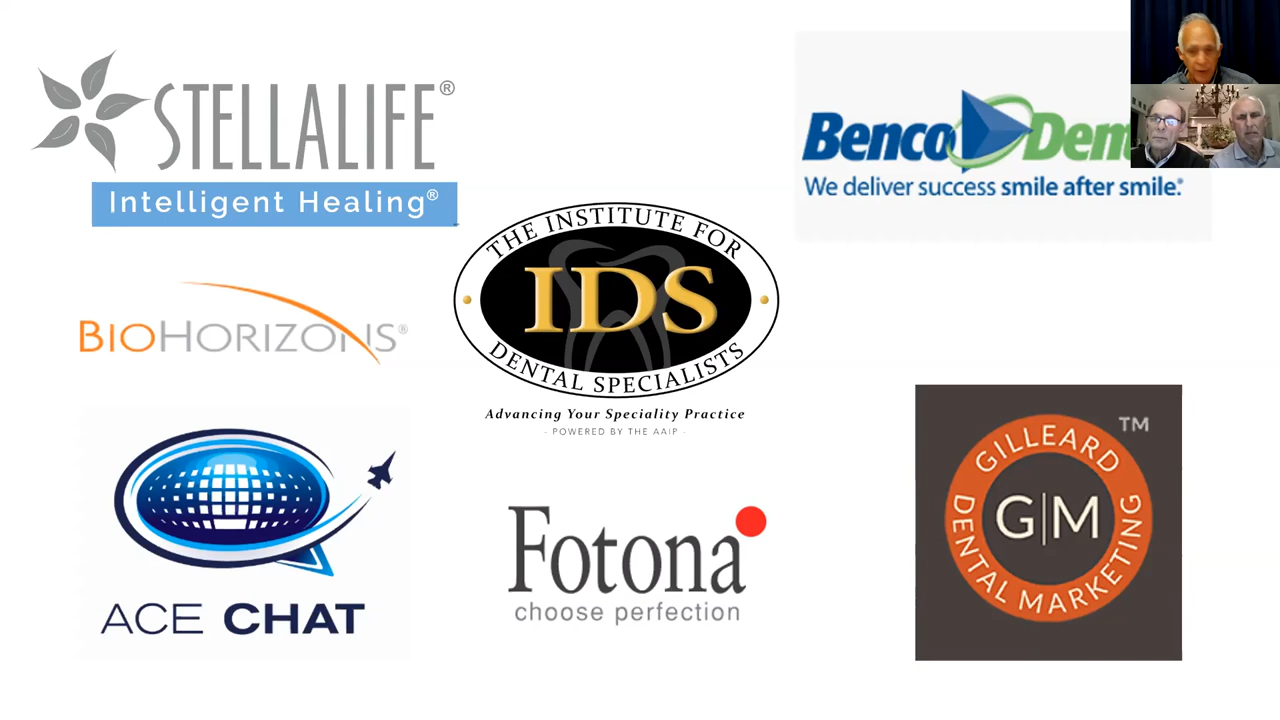 STELLALIFE®
Intelligent Healing®
Benco Den
We deliver success smile after smile.®
THE INSTITUTE FOR
IDS
DENTAL SPECIALISTS
Advancing Your Speciality Practice
- POWERED BY THE AAIP -
BIOHORIZONS®
ACE CHAT
Fotona
choose perfection
TM
GILLEARD
G|M
DENTAL MARKETING